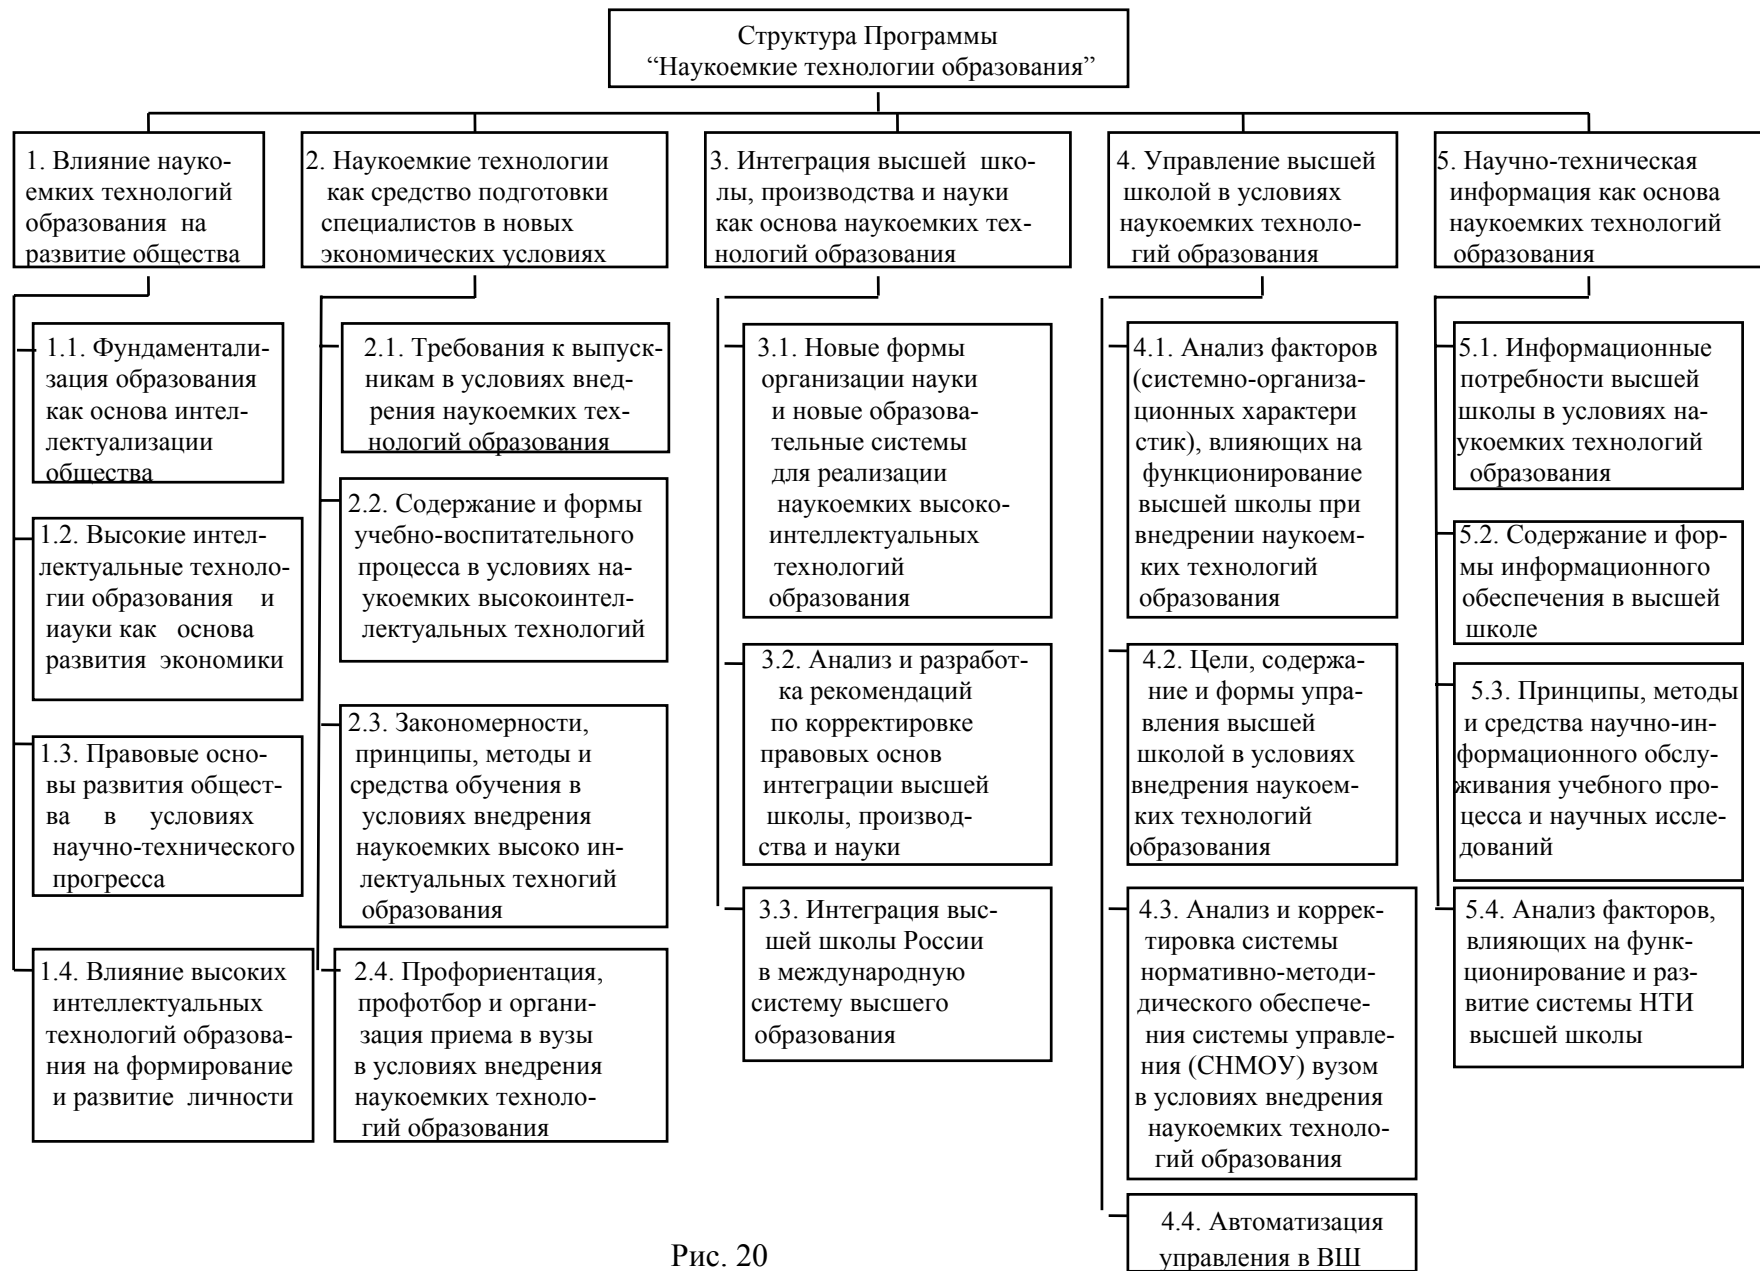 Структура Программы
“Наукоемкие технологии образования”
1. Влияние науко-
емких технологий
образования на
развитие общества
2. Наукоемкие технологии
как средство подготовки
специалистов в новых
экономических условиях
3. Интеграция высшей шко-
лы, производства и науки
как основа наукоемких тех-
нологий образования
4. Управление высшей
школой в условиях
наукоемких техноло-
гий образования
5. Научно-техническая
информация как основа
наукоемких технологий
образования
1.1. Фундаментали-
зация образования
как основа интел-
лектуализации
общества
1.2. Высокие интел-
лектуальные техноло-
гии образования и
иауки как основа
развития экономики
1.3. Правовые осно-
вы развития общест-
ва в условиях
научно-технического
прогресса
1.4. Влияние высоких
интеллектуальных
технологий образова-
ния на формирование
и развитие личности
2.1. Требования к выпуск-
никам в условиях внед-
рения наукоемких тех-
нологий образования
2.2. Содержание и формы
учебно-воспитательного
процесса в условиях на-
укоемких высокоинтел-
лектуальных технологий
2.3. Закономерности,
принципы, методы и
средства обучения в
условиях внедрения
наукоемких высоко ин-
лектуальных техногий
образования
2.4. Профориентация,
профотбор и органи-
зация приема в вузы
в условиях внедрения
наукоемких техноло-
гий образования
3.1. Новые формы
организации науки
и новые образова-
тельные системы
для реализации
наукоемких высоко-
интеллектуальных
технологий
образования
3.2. Анализ и разработ-
ка рекомендаций
по корректировке
правовых основ
интеграции высшей
школы, производ-
ства и науки
3.3. Интеграция выс-
шей школы России
в международную
систему высшего
образования
4.1. Анализ факторов
(системно-организа-
ционных характери
стик), влияющих на
функционирование
высшей школы при
внедрении наукоем-
ких технологий
образования
4.2. Цели, содержа-
ние и формы упра-
вления высшей
школой в условиях
внедрения наукоем-
ких технологий
образования
4.3. Анализ и коррек-
тировка системы
нормативно-методи-
дического обеспече-
ния системы управле-
ния (СНМОУ) вузом
в условиях внедрения
наукоемких техноло-
гий образования
4.4. Автоматизация
управления в ВШ
5.1. Информационные
потребности высшей
школы в условиях на-
укоемких технологий
образования
5.2. Содержание и фор-
мы информационного
обеспечения в высшей
школе
5.3. Принципы, методы
и средства научно-ин-
формационного обслу-
живания учебного про-
цесса и научных иссле-
дований
5.4. Анализ факторов,
влияющих на функ-
ционирование и раз-
витие системы НТИ
высшей школы
Рис. 20